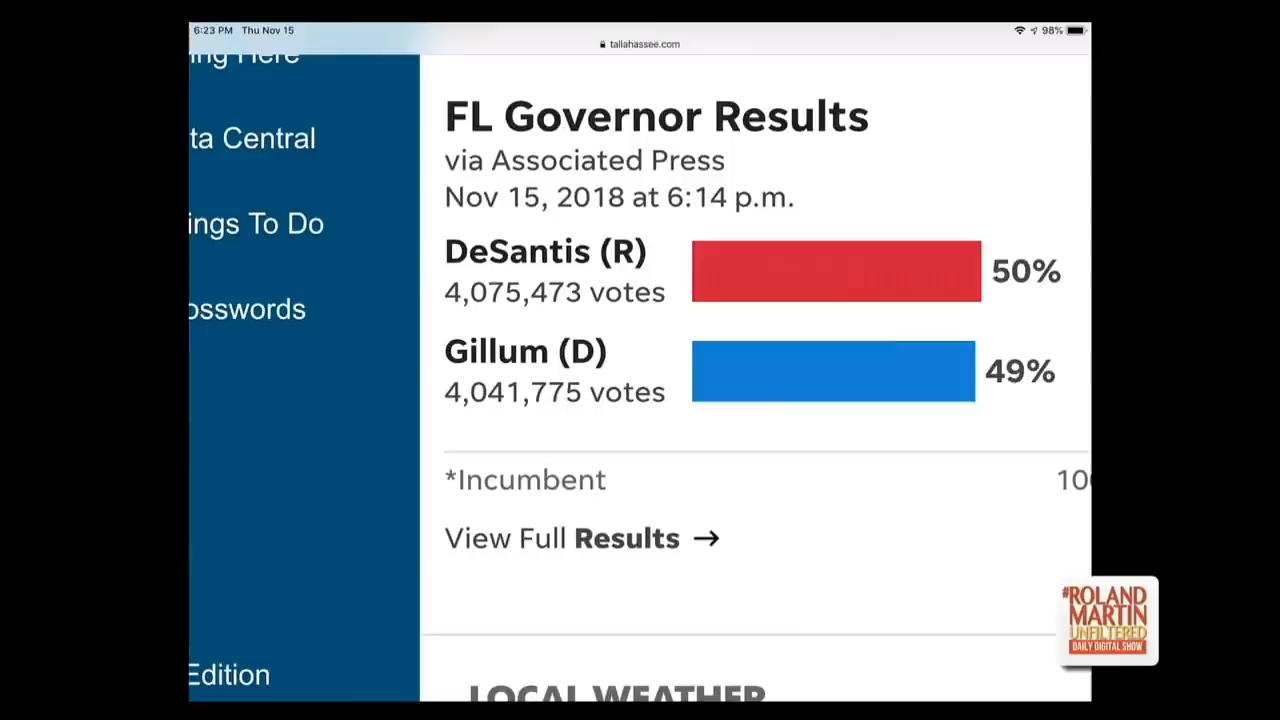 6:23 PM Thu Nov 15
98%
tallahassee.com
ing Here
ta Central
ings To Do
osswords
Edition
FL Governor Results
via Associated Press
Nov 15, 2018 at 6:14 p.m.
DeSantis (R)
4,075,473 votes
50%
Gillum (D)
4,041,775 votes
49%
*Incumbent
10
View Full Results →
LOCAL WEATHER
#ROLAND
MARTIN
UNFILTERED
DAILY DIGITAL SHOW